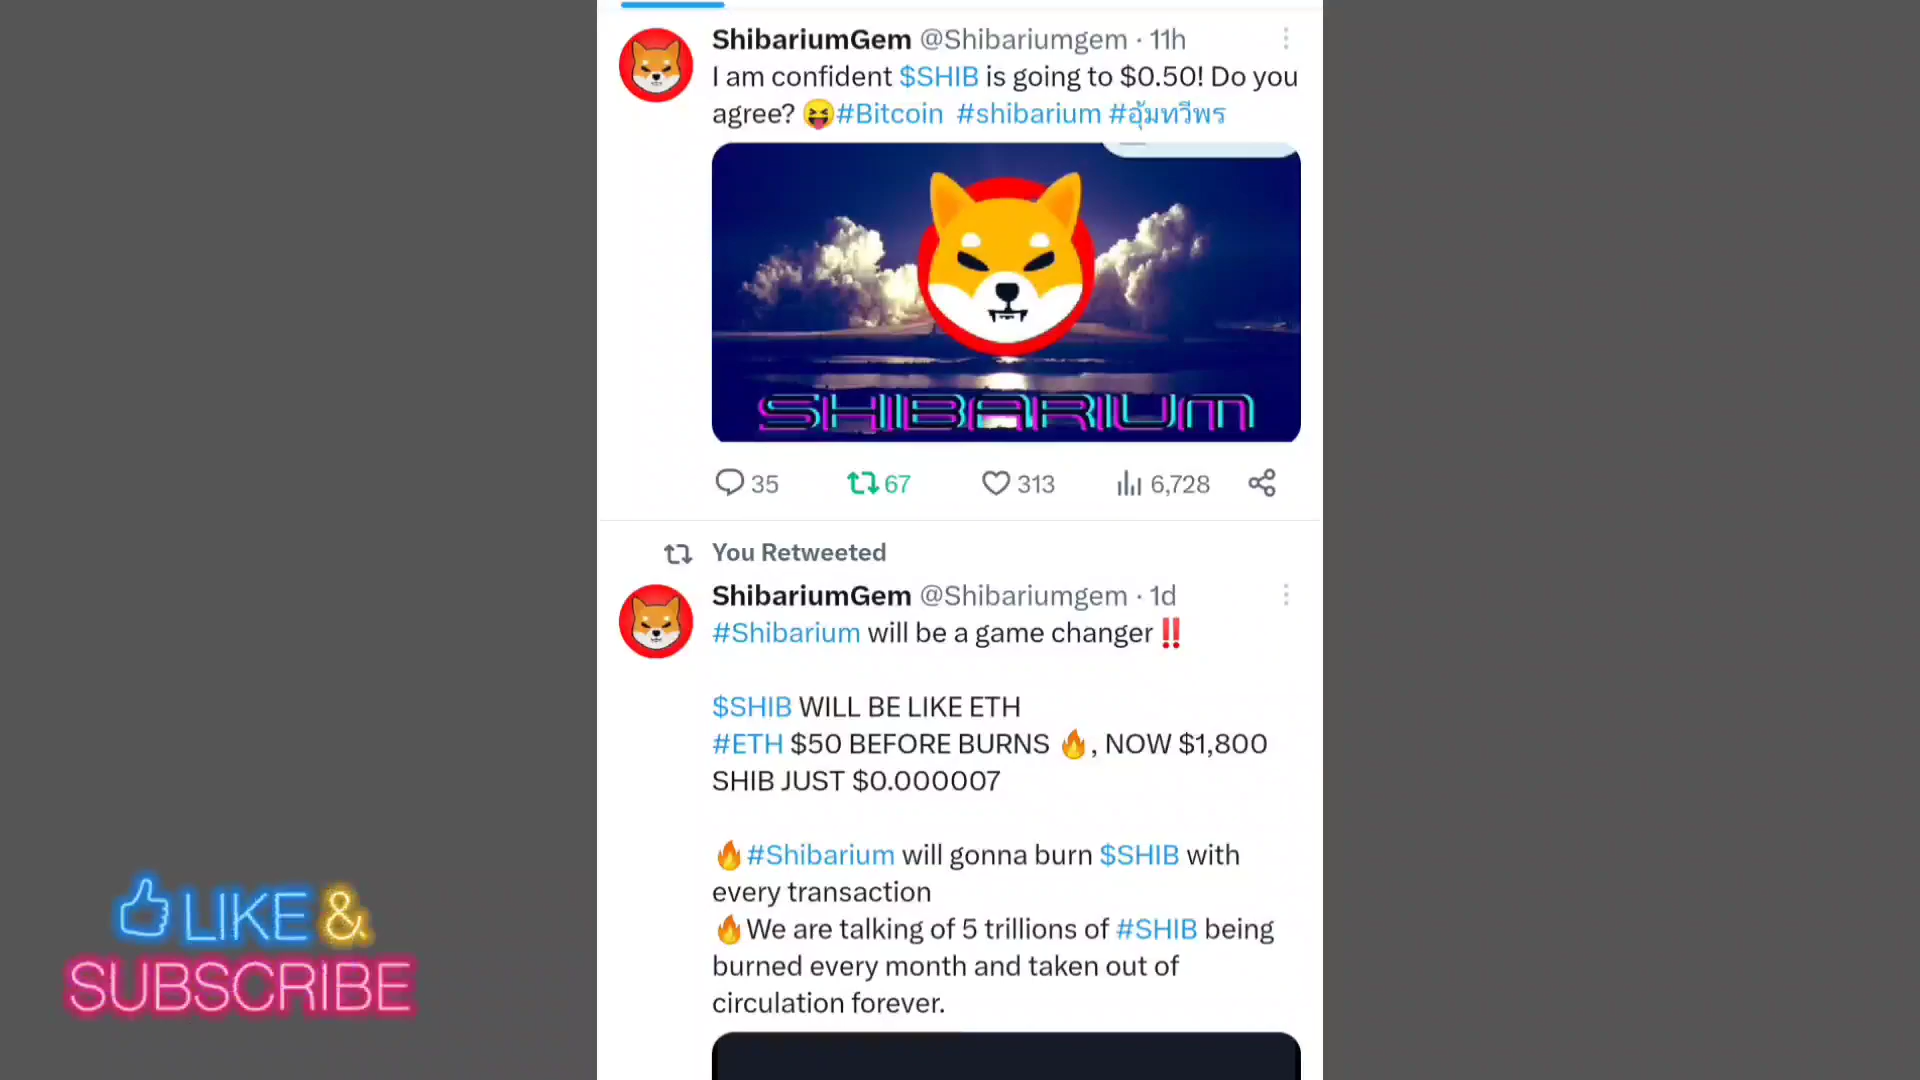 ShibariumGem @Shibariumgem · 11h
I am confident $SHIB is going to $0.50! Do you
agree? 😝#Bitcoin #shibarium #อุ้มทวีพร
SHIBARIUM
35 67 313 6,728
You Retweeted
ShibariumGem @Shibariumgem · 1d
#Shibarium will be a game changer‼️
$SHIB WILL BE LIKE ETH
#ETH $50 BEFORE BURNS 🔥, NOW $1,800
SHIB JUST $0.000007
🔥#Shibarium will gonna burn $SHIB with
every transaction
🔥We are talking of 5 trillions of #SHIB being
burned every month and taken out of
circulation forever.
LIKE &
SUBSCRIBE